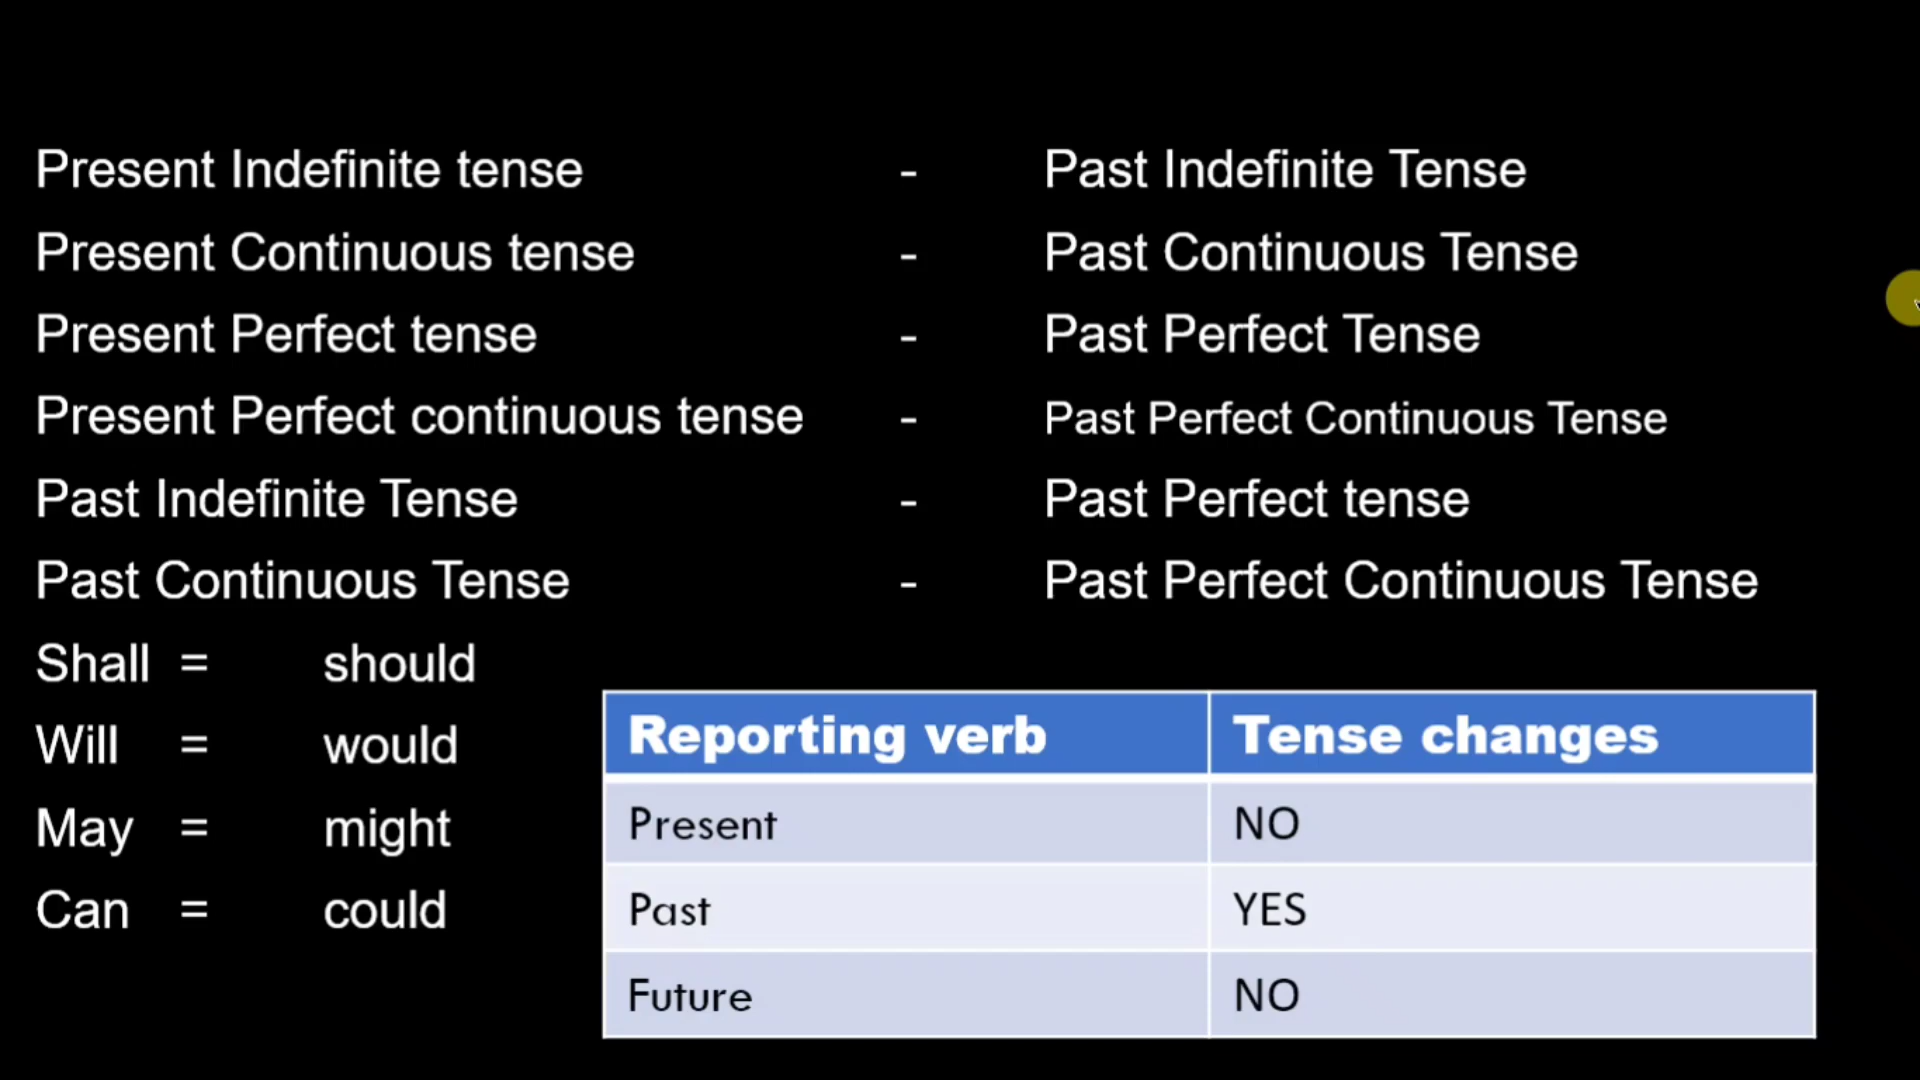 Present Indefinite tense - Past Indefinite Tense
Present Continuous tense - Past Continuous Tense
Present Perfect tense - Past Perfect Tense
Present Perfect continuous tense - Past Perfect Continuous Tense
Past Indefinite Tense - Past Perfect tense
Past Continuous Tense - Past Perfect Continuous Tense
Shall = should
Will = would
May = might
Can = could
Reporting verb Tense changes
Present NO
Past YES
Future NO